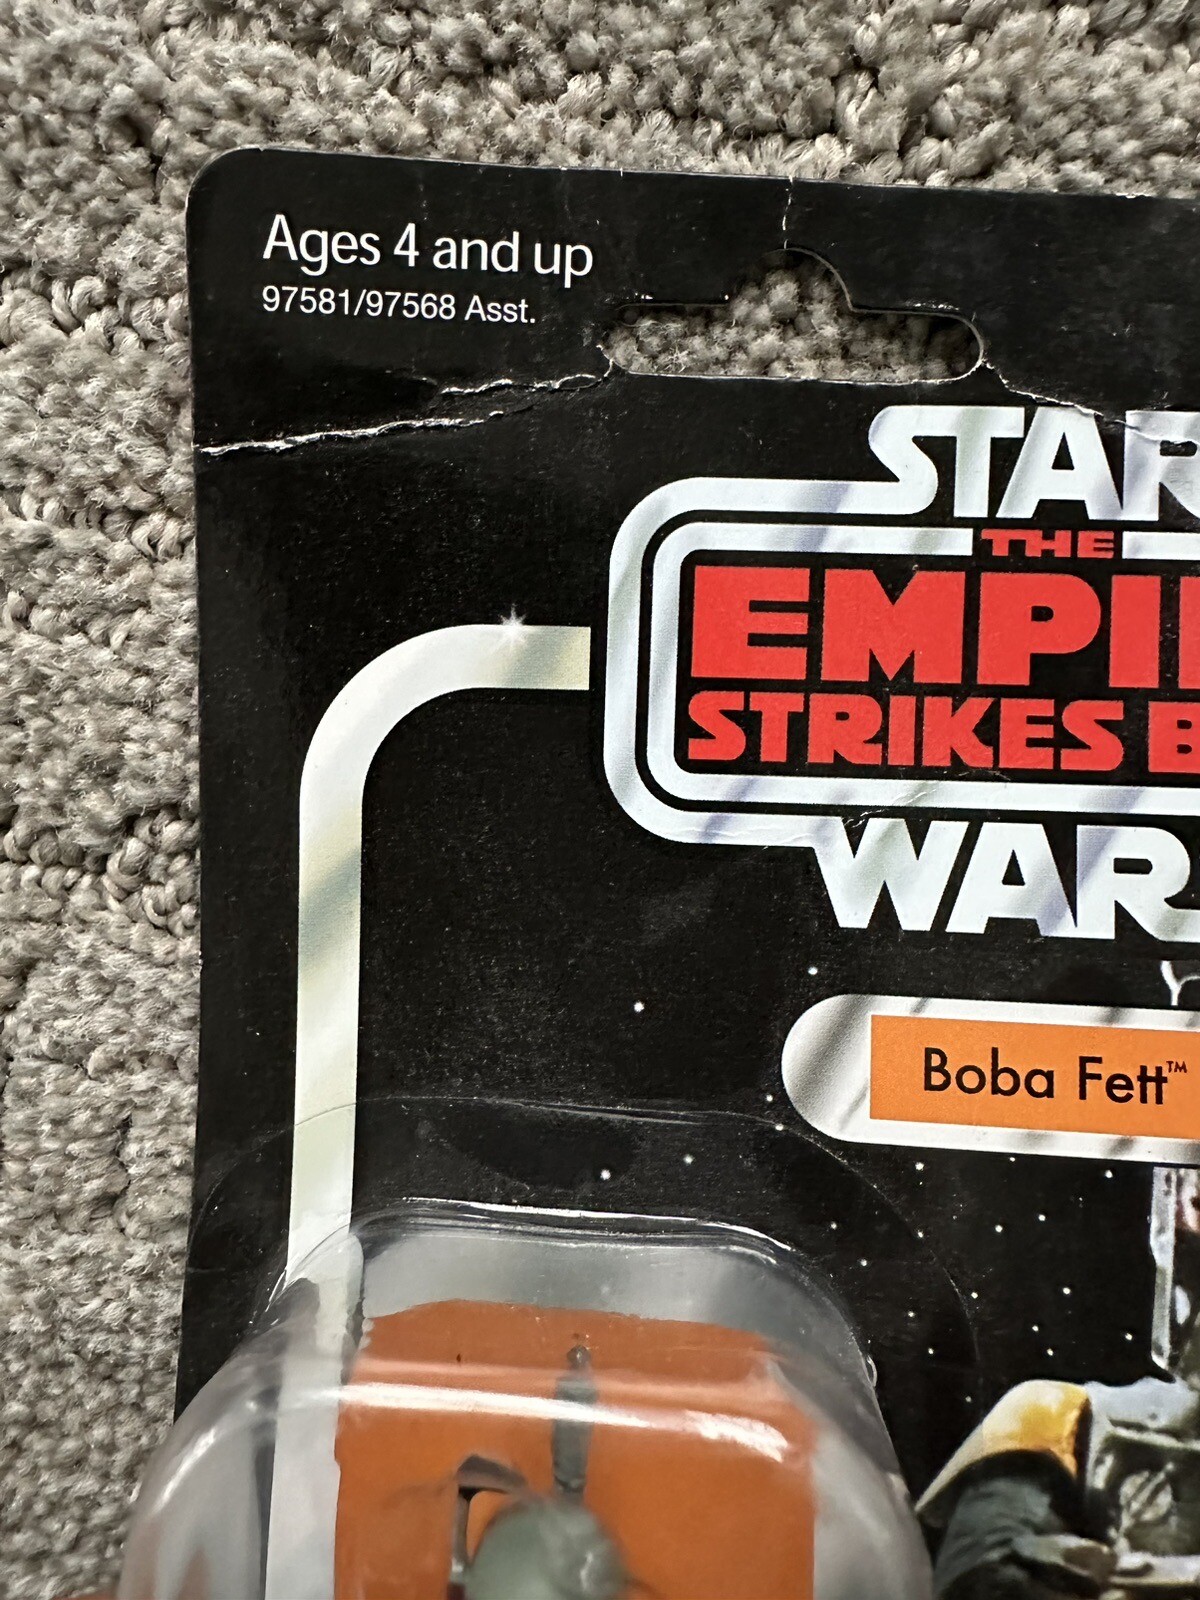 Ages 4 and up
97581/97568 Asst.
STAR
THE
EMPI
STRIKES B
WAR
Boba Fett™